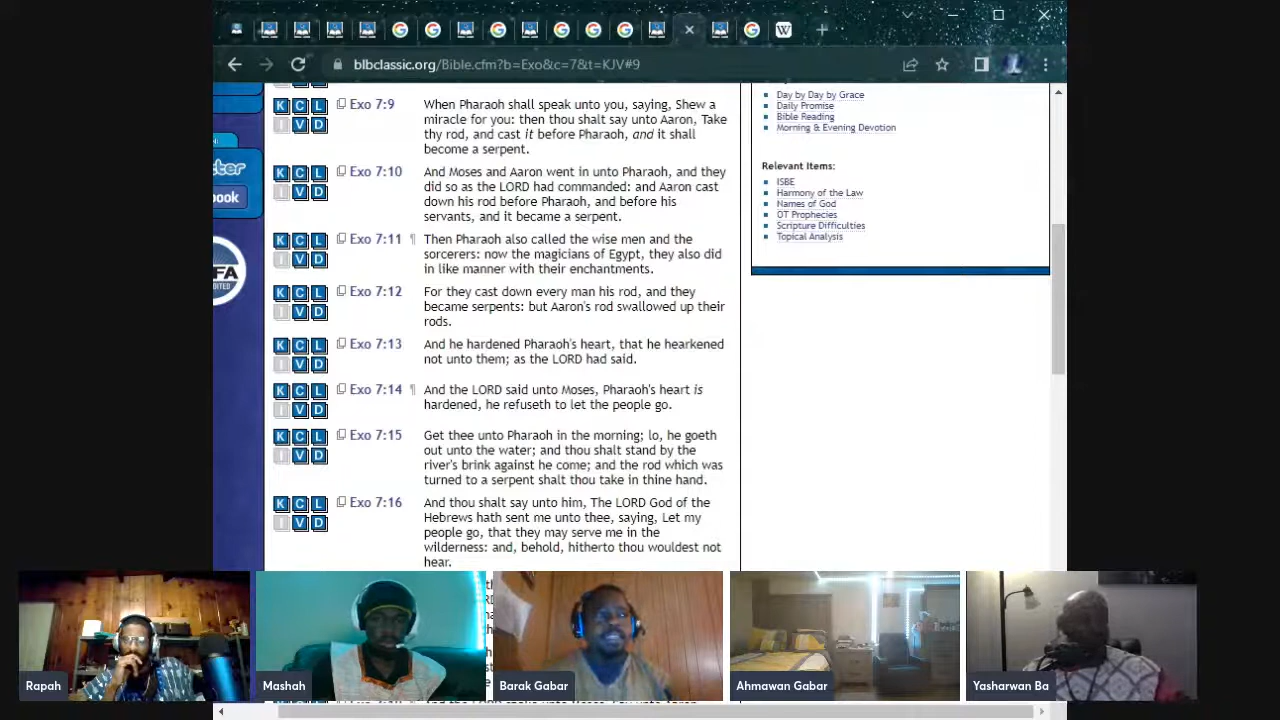 blbclassic.org/Bible.cfm?b=Exo&c=7&t=KJV#9
Exo 7:9 When Pharaoh shall speak unto you, saying, Shew a
miracle for you: then thou shalt say unto Aaron, Take
thy rod, and cast it before Pharaoh, and it shall
become a serpent.
Exo 7:10 And Moses and Aaron went in unto Pharaoh, and they
did so as the LORD had commanded: and Aaron cast
down his rod before Pharaoh, and before his
servants, and it became a serpent.
Exo 7:11 ¶ Then Pharaoh also called the wise men and the
sorcerers: now the magicians of Egypt, they also did
in like manner with their enchantments.
Exo 7:12 For they cast down every man his rod, and they
became serpents: but Aaron's rod swallowed up their
rods.
Exo 7:13 And he hardened Pharaoh's heart, that he hearkened
not unto them; as the LORD had said.
Exo 7:14 ¶ And the LORD said unto Moses, Pharaoh's heart is
hardened, he refuseth to let the people go.
Exo 7:15 Get thee unto Pharaoh in the morning; lo, he goeth
out unto the water; and thou shalt stand by the
river's brink against he come; and the rod which was
turned to a serpent shalt thou take in thine hand.
Exo 7:16 And thou shalt say unto him, The LORD God of the
Hebrews hath sent me unto thee, saying, Let my
people go, that they may serve me in the
wilderness: and, behold, hitherto thou wouldest not
hear.
K C L
I V D
K C L
I V D
K C L
I V D
K C L
I V D
K C L
I V D
K C L
I V D
K C L
I V D
K C L
I V D
Day by Day by Grace
Daily Promise
Bible Reading
Morning & Evening Devotion
Relevant Items:
ISBE
Harmony of the Law
Names of God
OT Prophecies
Scripture Difficulties
Topical Analysis
Rapah
Mashah
Barak Gabar
Ahmawan Gabar
Yasharwan Ba